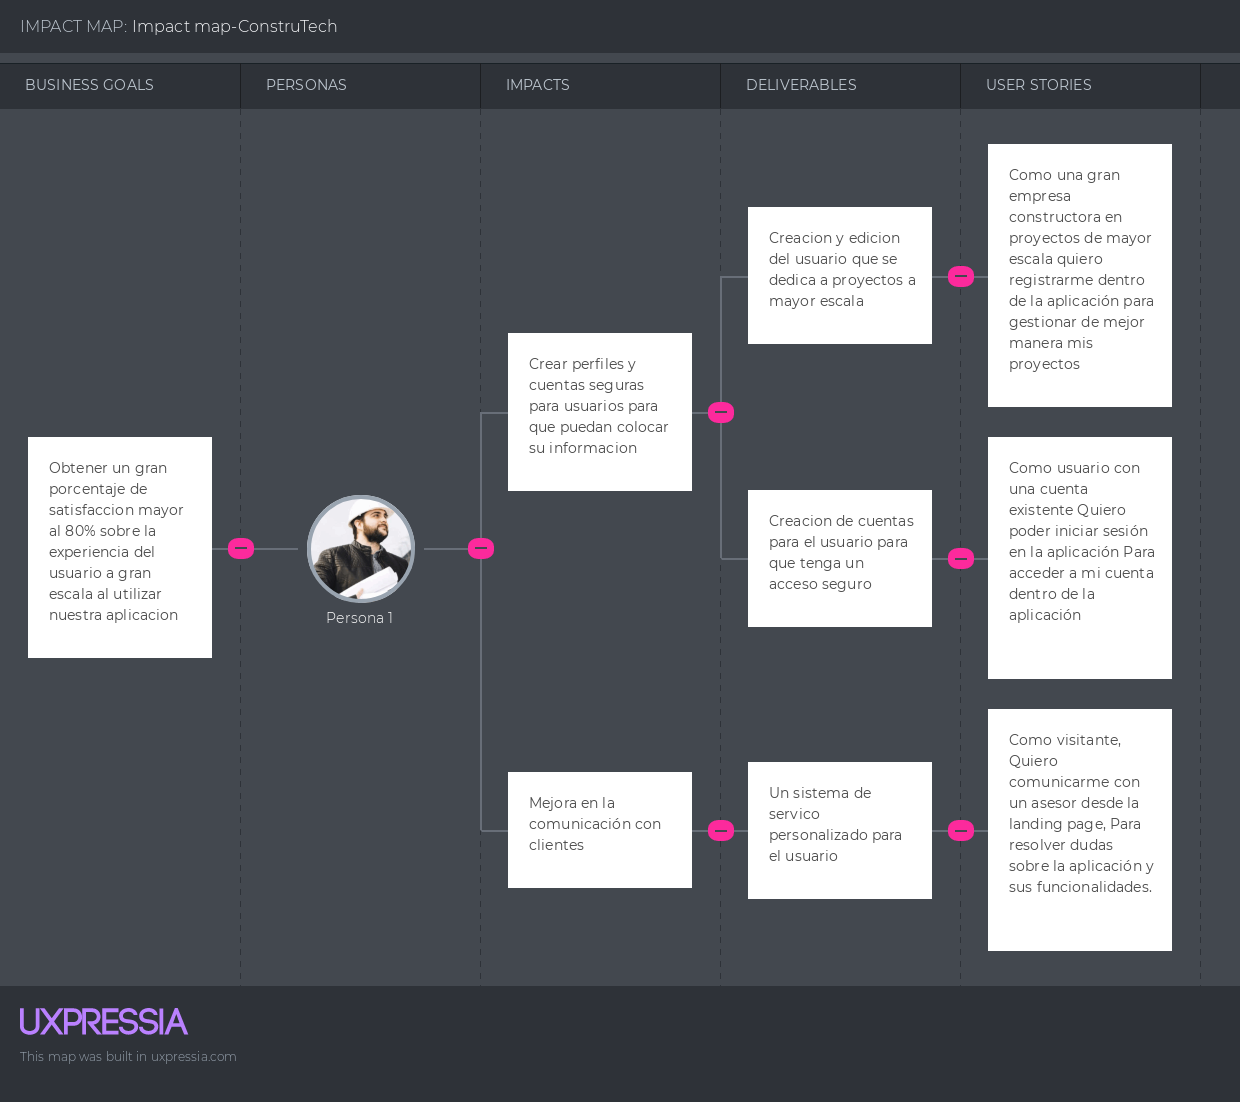 IMPACT MAP: Impact map-ConstruTech
BUSINESS GOALS
PERSONAS
IMPACTS
DELIVERABLES
USER STORIES
Obtener un gran
porcentaje de
satisfaccion mayor
al 80% sobre la
experiencia del
usuario a gran
escala al utilizar
nuestra aplicacion
Persona 1
Crear perfiles y
cuentas seguras
para usuarios para
que puedan colocar
su informacion
Creacion y edicion
del usuario que se
dedica a proyectos a
mayor escala
Como una gran
empresa
constructora en
proyectos de mayor
escala quiero
registrarme dentro
de la aplicación para
gestionar de mejor
manera mis
proyectos
Creacion de cuentas
para el usuario para
que tenga un
acceso seguro
Como usuario con
una cuenta
existente Quiero
poder iniciar sesión
en la aplicación Para
acceder a mi cuenta
dentro de la
aplicación
Mejora en la
comunicación con
clientes
Un sistema de
servico
personalizado para
el usuario
Como visitante,
Quiero
comunicarme con
un asesor desde la
landing page, Para
resolver dudas
sobre la aplicación y
sus funcionalidades.
UXPRESSIA
This map was built in uxpressia.com